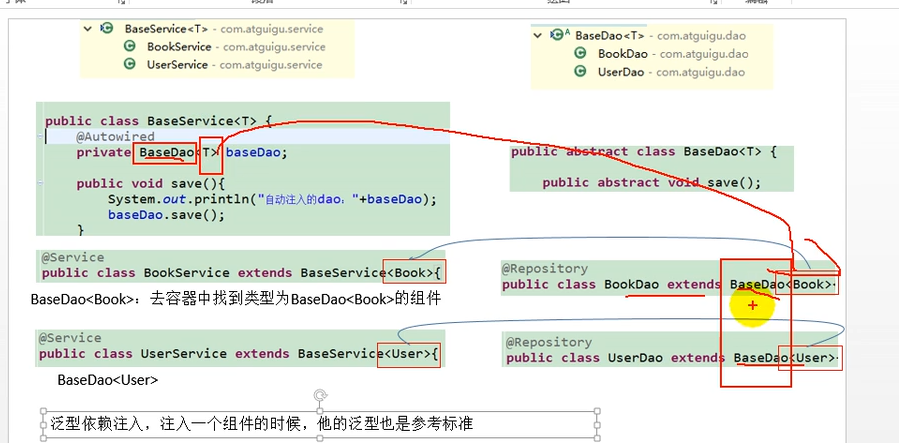 BaseService<T> - com.atguigu.service
BookService - com.atguigu.service
UserService - com.atguigu.service
BaseDao<T> - com.atguigu.dao
BookDao - com.atguigu.dao
UserDao - com.atguigu.dao
public class BaseService<T> {
@Autowired
private BaseDao<T> baseDao;
public void save(){
System.out.println("自动注入的dao："+baseDao);
baseDao.save();
}
public abstract class BaseDao<T> {
public abstract void save();
@Service
public class BookService extends BaseService<Book>{
BaseDao<Book>：去容器中找到类型为BaseDao<Book>的组件
@Repository
public class BookDao extends BaseDao<Book>
@Service
public class UserService extends BaseService<User>{
BaseDao<User>
@Repository
public class UserDao extends BaseDao<User>
泛型依赖注入，注入一个组件的时候，他的泛型也是参考标准